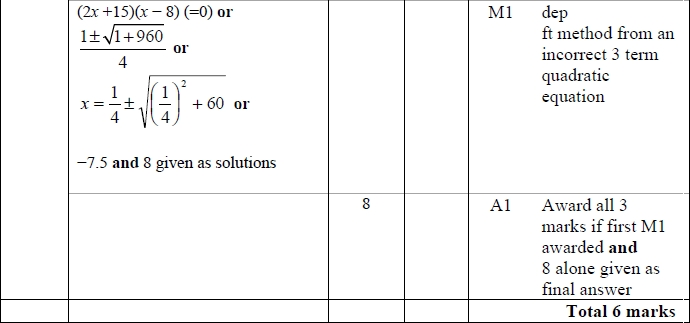 (2x +15)(x − 8) (=0) or M1 dep
1±√1+960 / 4 or ft method from an
incorrect 3 term
quadratic
equation
x = 1/4 ± √((1/4)² + 60) or
−7.5 and 8 given as solutions
8 A1 Award all 3
marks if first M1
awarded and
8 alone given as
final answer
Total 6 marks